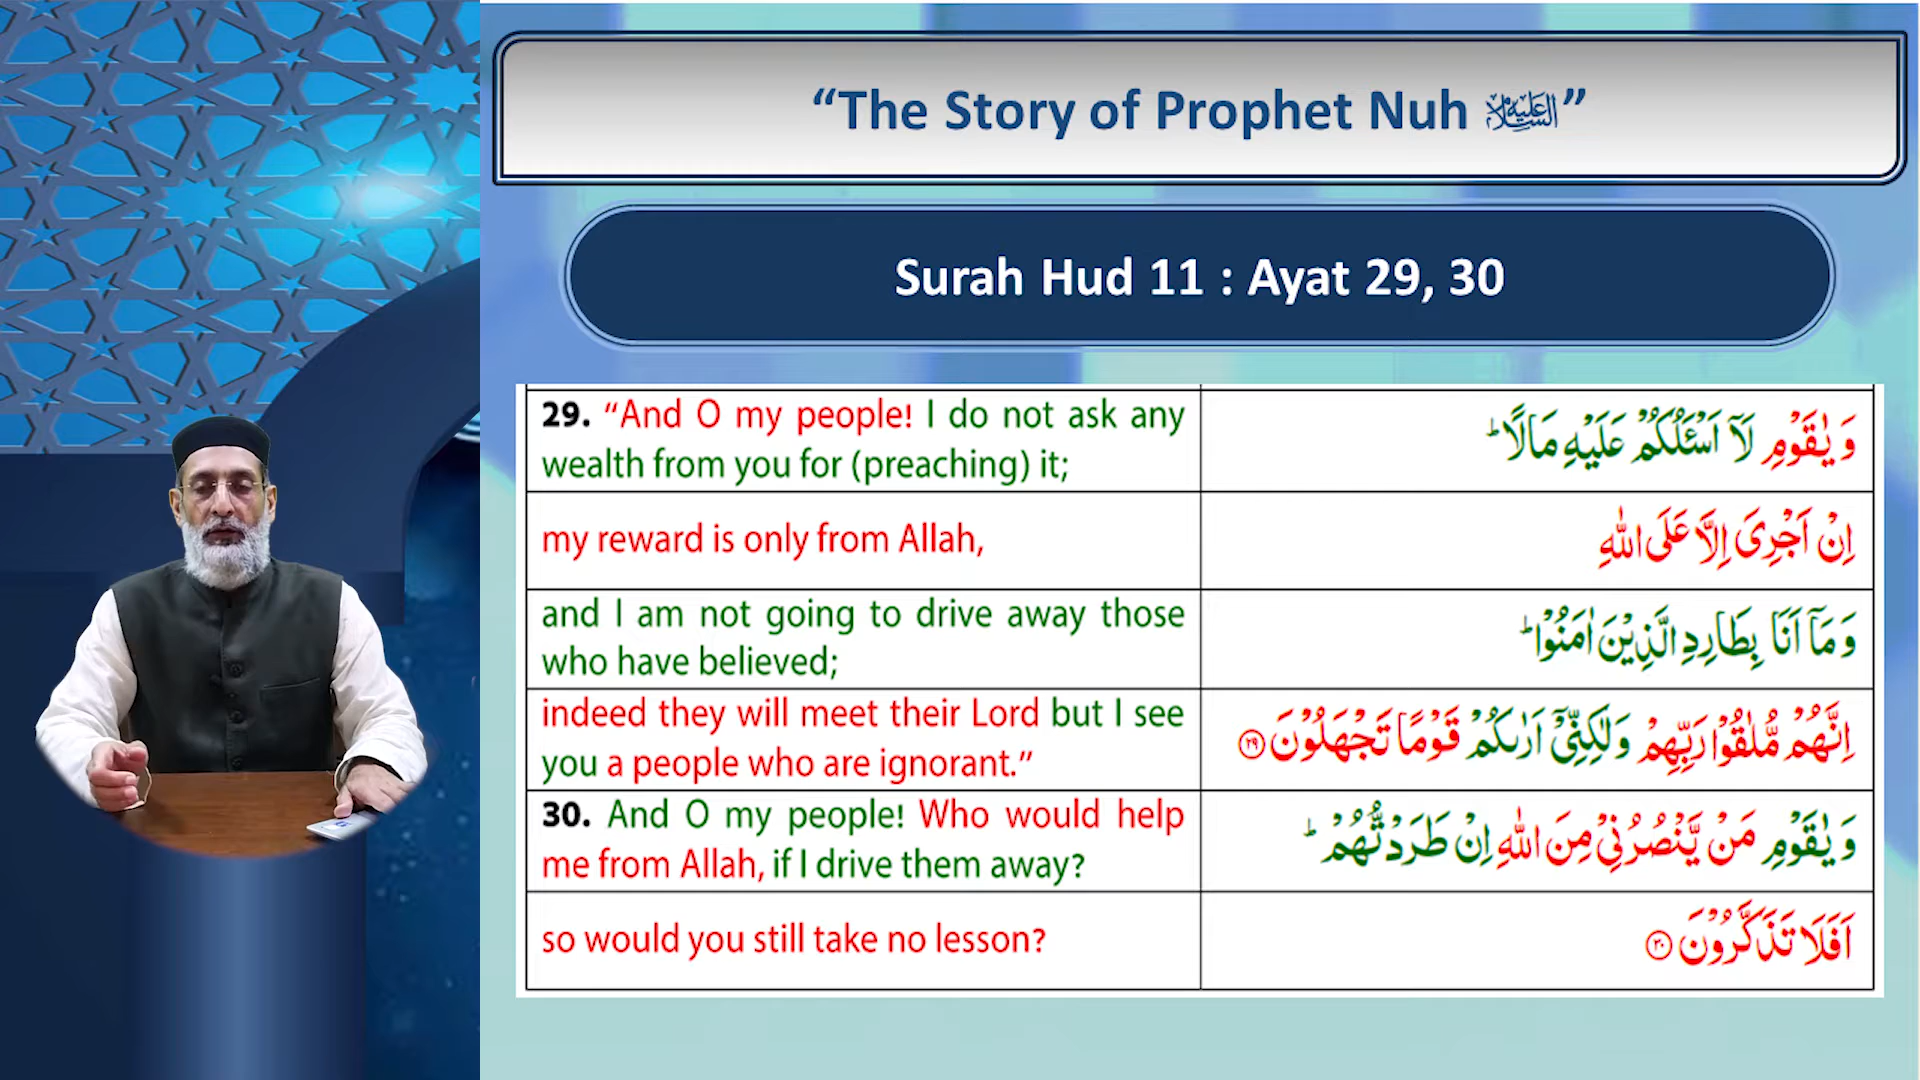 “The Story of Prophet Nuh عَلَيْهِ السَّلَام”
Surah Hud 11 : Ayat 29, 30
29. “And O my people! I do not ask any
wealth from you for (preaching) it;
وَ يٰقَوْمِ لَاۤ اَسْـَٔلُكُمْ عَلَيْهِ مَالًا ؕ
my reward is only from Allah,
اِنْ اَجْرِىَ اِلَّا عَلَى اللّٰهِ
and I am not going to drive away those
who have believed;
وَ مَاۤ اَنَا بِطَارِدِ الَّذِيْنَ اٰمَنُوْا ؕ
indeed they will meet their Lord but I see
you a people who are ignorant.”
اِنَّهُمْ مُّلٰقُوْا رَبِّهِمْ وَلٰكِنِّىْۤ اَرٰىكُمْ قَوْمًا تَجْهَلُوْنَ ۲۹
30. And O my people! Who would help
me from Allah, if I drive them away?
وَ يٰقَوْمِ مَنْ يَّنْصُرُنِىْ مِنَ اللّٰهِ اِنْ طَرَدْتُّهُمْ ؕ
so would you still take no lesson?
اَفَلَا تَذَكَّرُوْنَ ۳۰